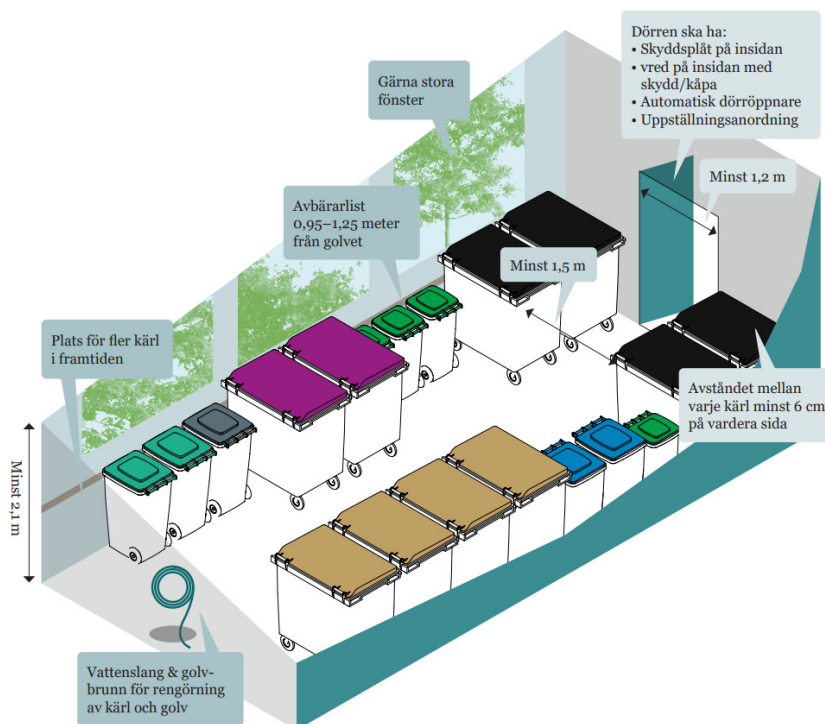 Dörren ska ha:
• Skyddsplåt på insidan
• vred på insidan med
skydd/kåpa
• Automatisk dörröppnare
• Uppställningsanordning
Gärna stora
fönster
Minst 1,2 m
Avbärarlist
0,95–1,25 meter
från golvet
Minst 1,5 m
Plats för fler kärl
i framtiden
Avståndet mellan
varje kärl minst 6 cm
på vardera sida
Minst 2,1 m
Vattenslang & golv-
brunn för rengörning
av kärl och golv